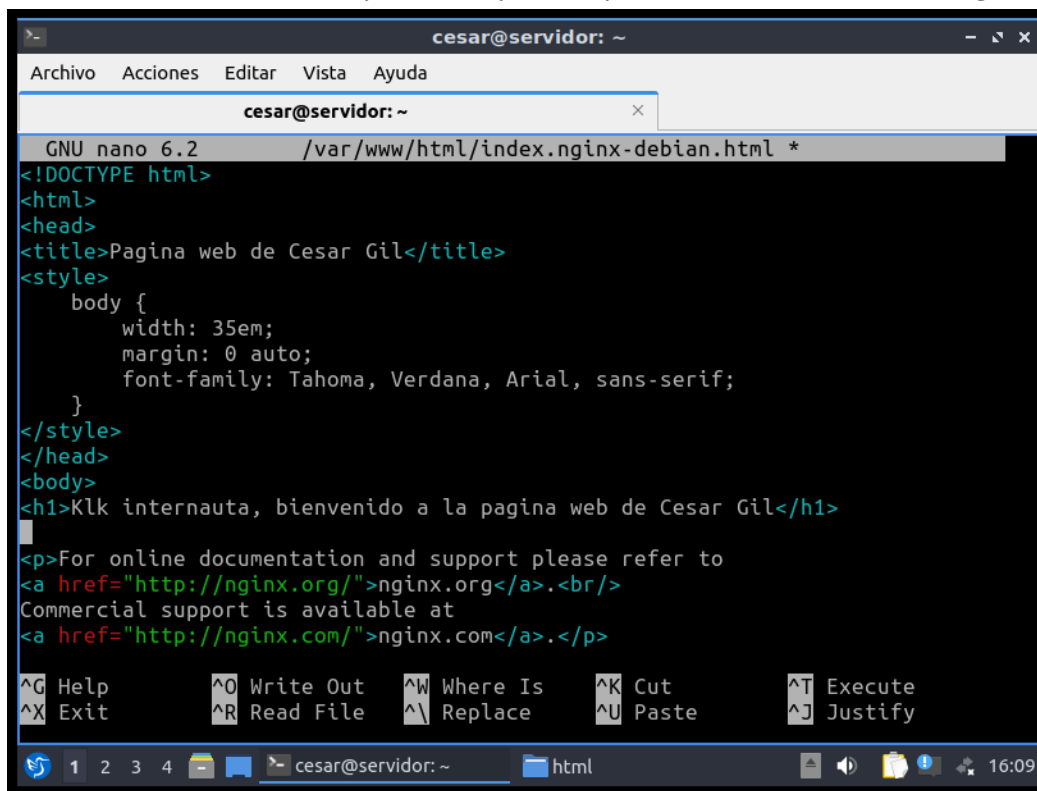 cesar@servidor: ~
Archivo Acciones Editar Vista Ayuda
cesar@servidor: ~
GNU nano 6.2 /var/www/html/index.nginx-debian.html *
<!DOCTYPE html>
<html>
<head>
<title>Pagina web de Cesar Gil</title>
<style>
    body {
        width: 35em;
        margin: 0 auto;
        font-family: Tahoma, Verdana, Arial, sans-serif;
    }
</style>
</head>
<body>
<h1>Klk internauta, bienvenido a la pagina web de Cesar Gil</h1>
<p>For online documentation and support please refer to
<a href="http://nginx.org/">nginx.org</a>.<br/>
Commercial support is available at
<a href="http://nginx.com/">nginx.com</a>.</p>
^G Help ^O Write Out ^W Where Is ^K Cut ^T Execute
^X Exit ^R Read File ^\ Replace ^U Paste ^J Justify
1 2 3 4 cesar@servidor: ~ html 16:09